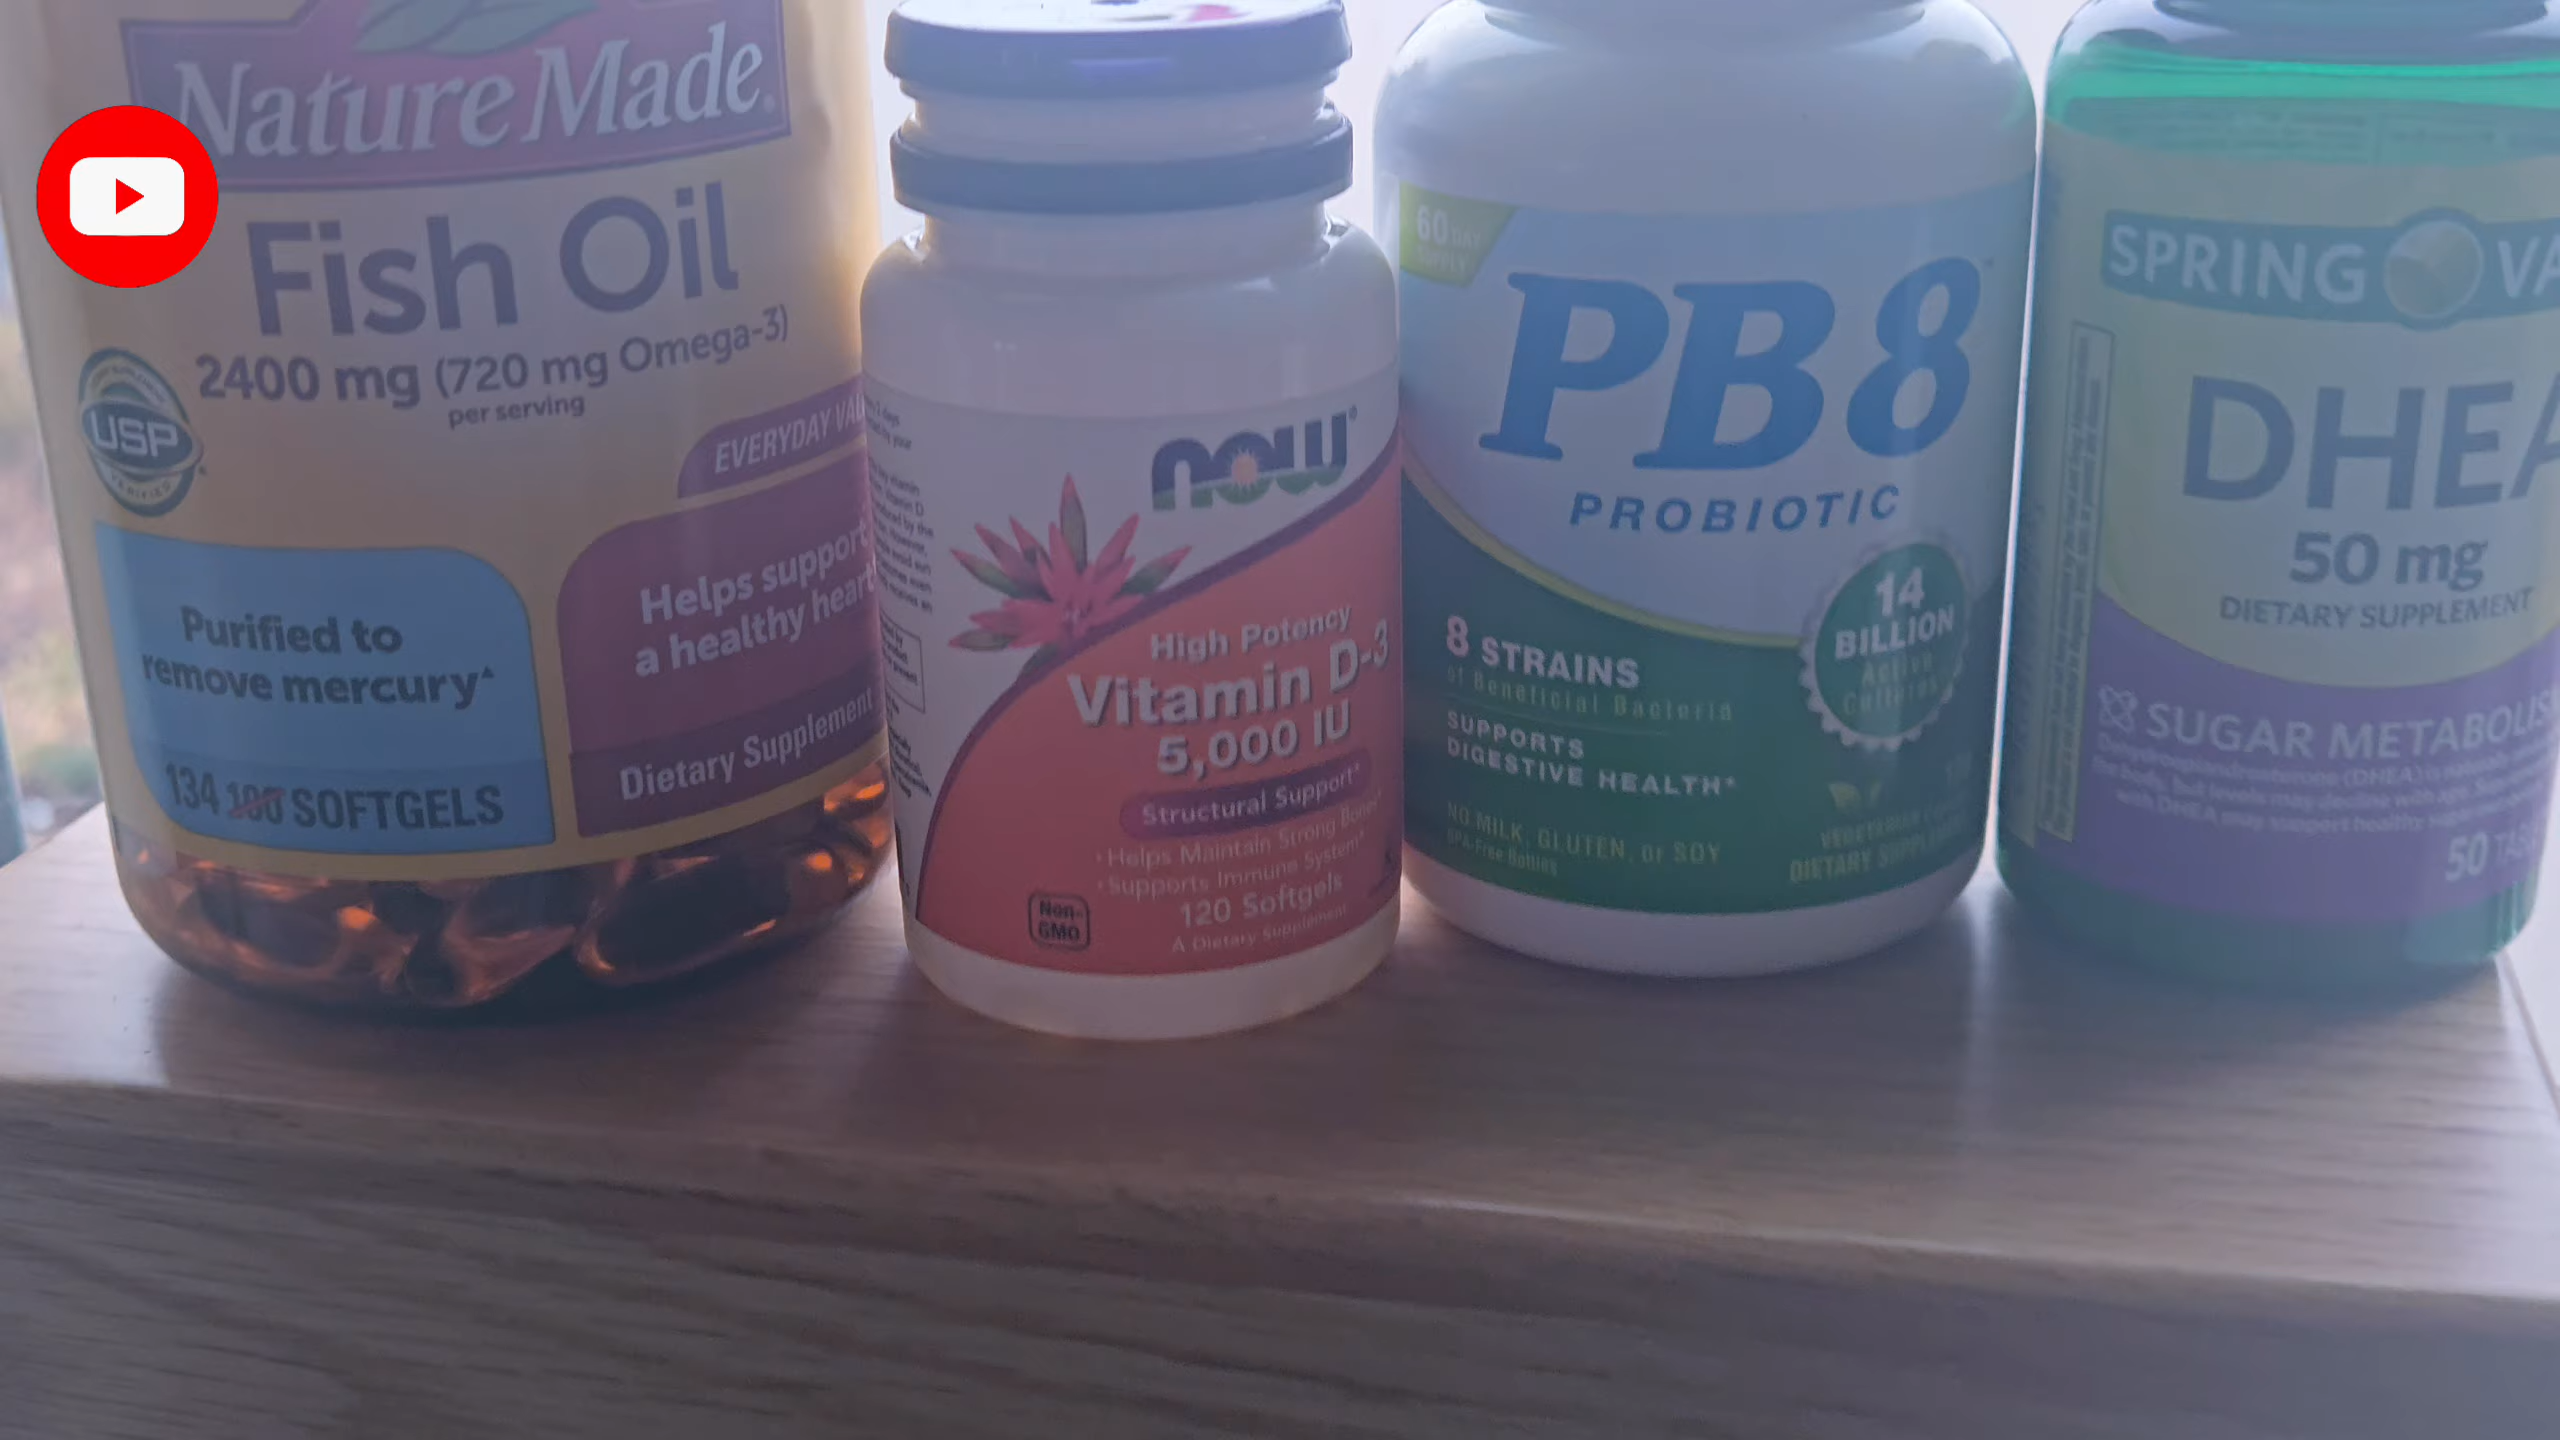 Nature Made
Fish Oil
2400 mg (720 mg Omega-3)
per serving
USP
VERIFIED
EVERYDAY
Purified to
remove mercury^
134 100 SOFTGELS
Helps support
a healthy heart
Dietary Supplement
now
High Potency
Vitamin D-3
5,000 IU
Structural Support*
• Helps Maintain Strong Bones*
• Supports Immune System*
120 Softgels
A Dietary Supplement
Non-
GMO
60 DAY
SUPPLY
PB8
PROBIOTIC
14
BILLION
Active
Cultures
8 STRAINS
of Beneficial Bacteria
SUPPORTS
DIGESTIVE HEALTH*
NO MILK, GLUTEN, or SOY
BPA-Free Bottles
DIETARY
SPRING VA
DHEA
50 mg
DIETARY SUPPLEMENT
SUGAR METABOLIS
50